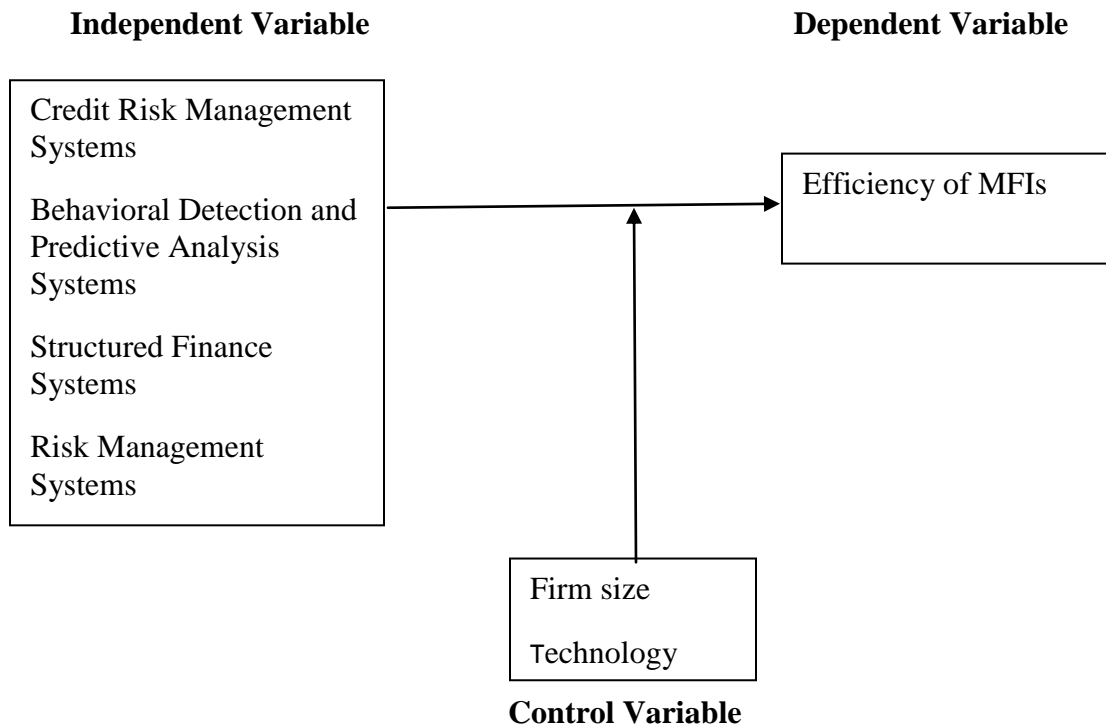 Independent Variable
Dependent Variable
Credit Risk Management
Systems
Behavioral Detection and
Predictive Analysis
Systems
Structured Finance
Systems
Risk Management
Systems
Efficiency of MFIs
Firm size
Technology
Control Variable